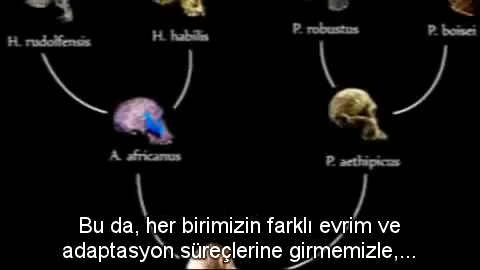 H. rudolfensis
H. habilis
P. robustus
P. boisei
A. africanus
P. aethipicus
Bu da, her birimizin farklı evrim ve
adaptasyon süreçlerine girmemizle,...